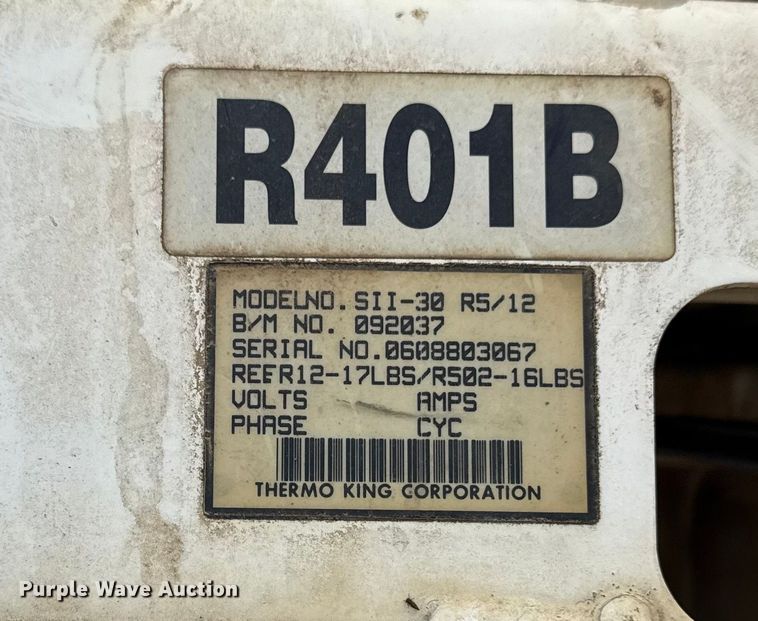 R401B
MODELNO. SII-30 R5/12
B/M NO. 092037
SERIAL NO.0608803067
REFR12-17LBS/R502-16LBS
VOLTS AMPS
PHASE CYC
THERMO KING CORPORATION
Purple Wave Auction